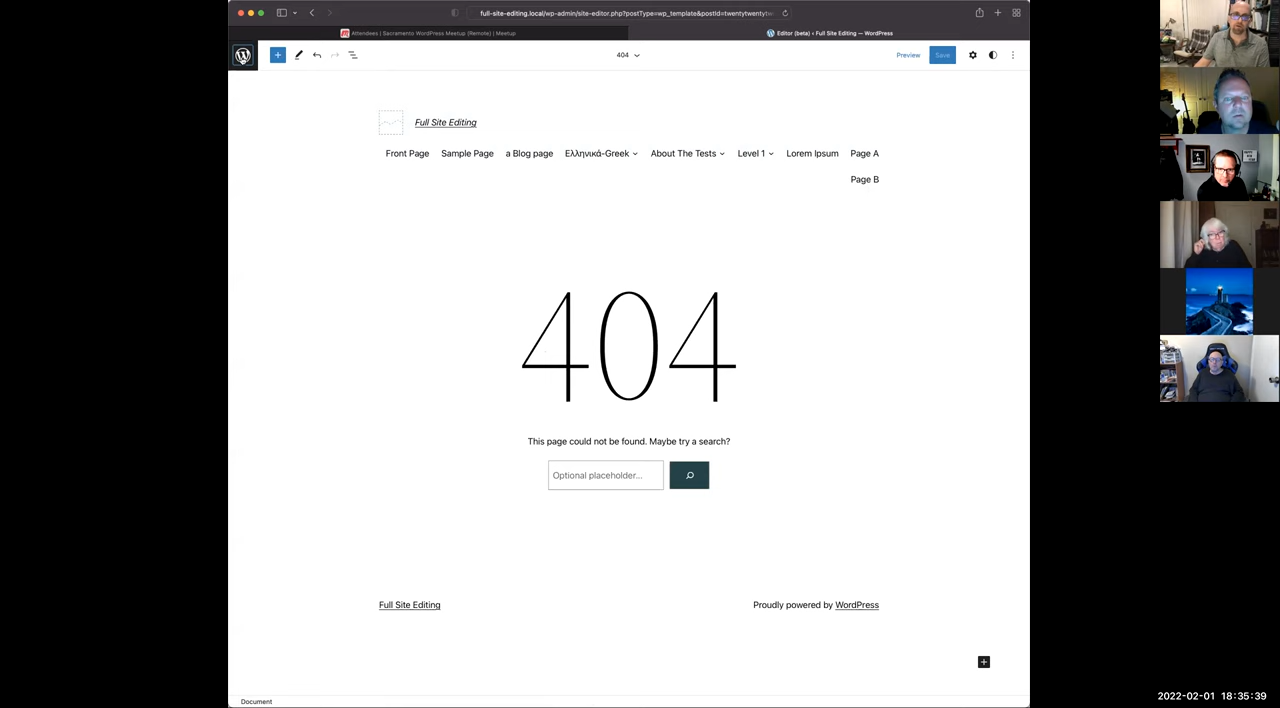 full-site-editing.local/wp-admin/site-editor.php?postType=wp_template&postId=twentytwentytw
Attendees | Sacramento WordPress Meetup (Remote) | Meetup
Editor (beta) ‹ Full Site Editing — WordPress
404
Preview
Save
Full Site Editing
Front Page
Sample Page
a Blog page
Ελληνικά-Greek
About The Tests
Level 1
Lorem Ipsum
Page A
Page B
404
This page could not be found. Maybe try a search?
Optional placeholder...
Full Site Editing
Proudly powered by WordPress
Document
2022-02-01 18:35:39